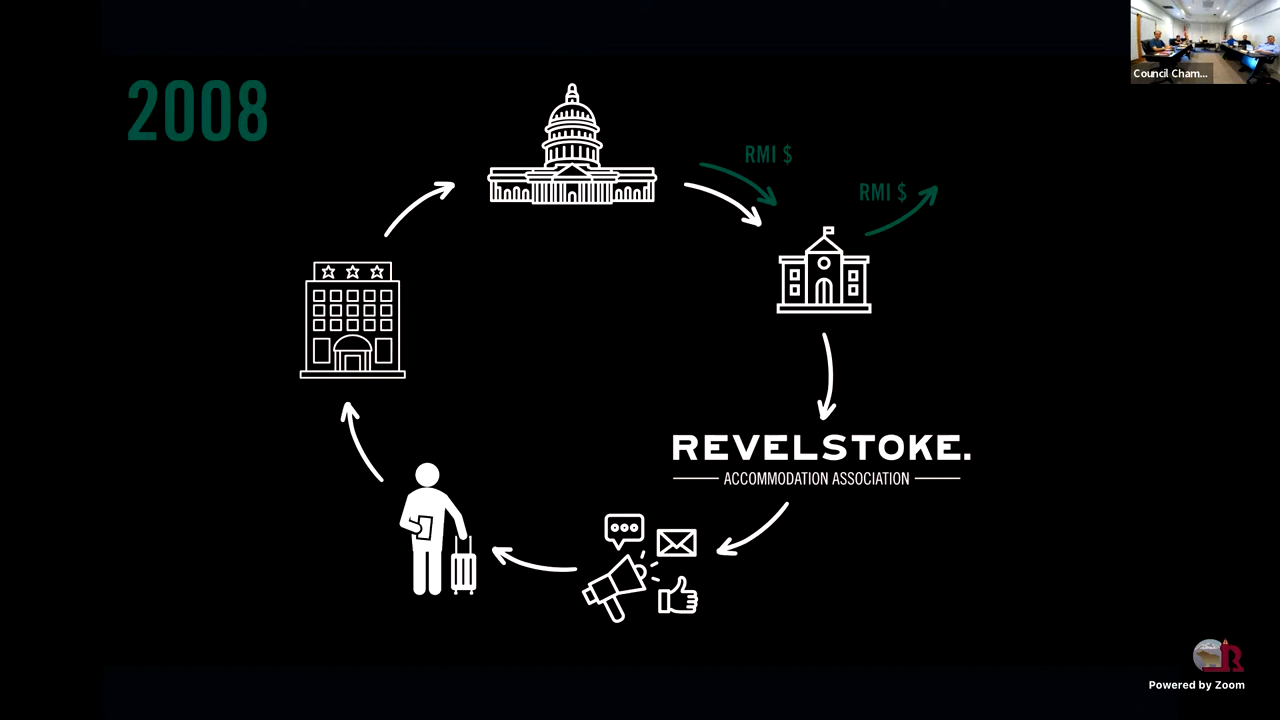 2008
RMI $
RMI $
REVELSTOKE.
ACCOMMODATION ASSOCIATION
Council Cham...
R
Powered by Zoom